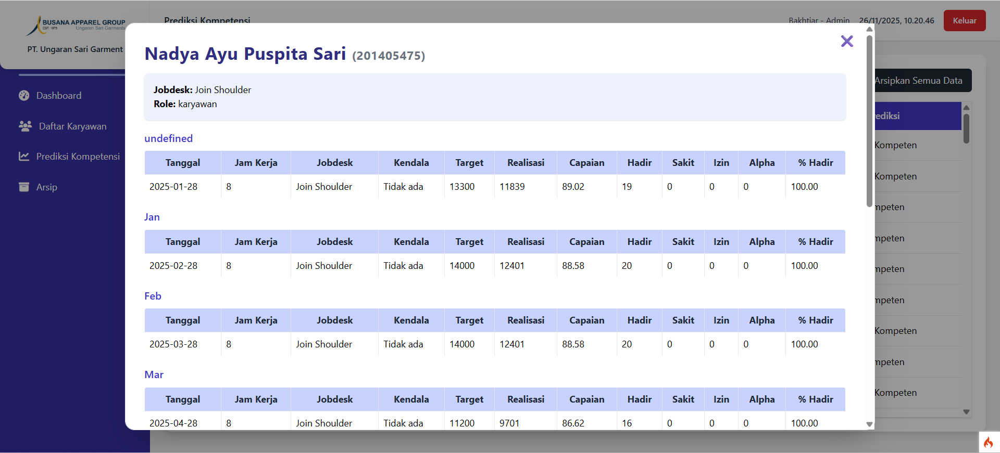 BUSANA APPAREL GROUP
EST. 1975 Ungaran Sari Garments
PT. Ungaran Sari Garment
Prediksi Kompetensi
Bakhtiar - Admin 26/11/2025, 10.20.46 Keluar
Dashboard
Daftar Karyawan
Prediksi Kompetensi
Arsip
Arsipkan Semua Data
rediksi
Kompeten
Kompeten
mpeten
mpeten
mpeten
mpeten
Kompeten
mpeten
Kompeten
Nadya Ayu Puspita Sari (201405475)
Jobdesk: Join Shoulder
Role: karyawan
undefined
Tanggal Jam Kerja Jobdesk Kendala Target Realisasi Capaian Hadir Sakit Izin Alpha % Hadir
2025-01-28 8 Join Shoulder Tidak ada 13300 11839 89.02 19 0 0 0 100.00
Jan
Tanggal Jam Kerja Jobdesk Kendala Target Realisasi Capaian Hadir Sakit Izin Alpha % Hadir
2025-02-28 8 Join Shoulder Tidak ada 14000 12401 88.58 20 0 0 0 100.00
Feb
Tanggal Jam Kerja Jobdesk Kendala Target Realisasi Capaian Hadir Sakit Izin Alpha % Hadir
2025-03-28 8 Join Shoulder Tidak ada 14000 12401 88.58 20 0 0 0 100.00
Mar
Tanggal Jam Kerja Jobdesk Kendala Target Realisasi Capaian Hadir Sakit Izin Alpha % Hadir
2025-04-28 8 Join Shoulder Tidak ada 11200 9701 86.62 16 0 0 0 100.00